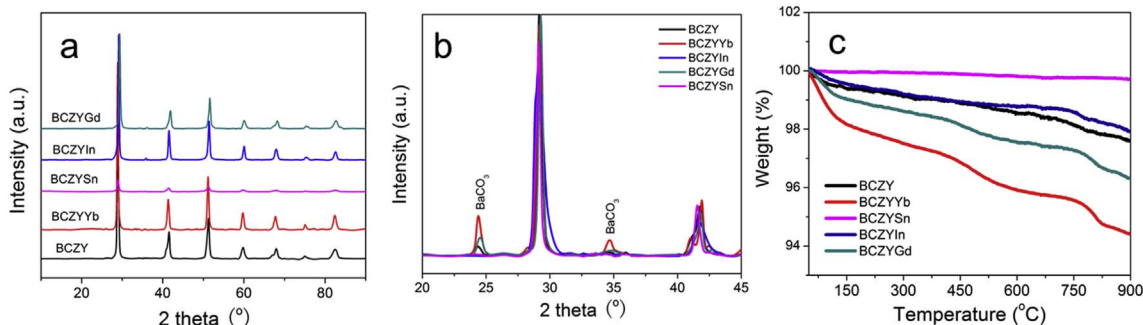 a
Intensity (a.u.)
BCZYGd
BCZYIn
BCZYSn
BCZYYb
BCZY
20 40 60 80
2 theta (°)
b
Intensity (a.u.)
BCZY
BCZYYb
BCZYIn
BCZYGd
BCZYSn
BaCO3
BaCO3
20 25 30 35 40 45
2 theta (°)
c
Weight (%)
102
100
98
96
94
BCZY
BCZYYb
BCZYSn
BCZYIn
BCZYGd
150 300 450 600 750 900
Temperature (°C)